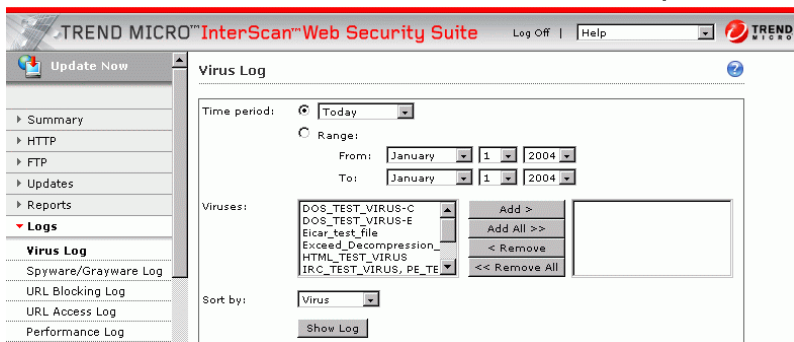 TREND MICRO™ InterScan™ Web Security Suite
Log Off | Help
TREND MICRO
Update Now
Summary
HTTP
FTP
Updates
Reports
Logs
Virus Log
Spyware/Grayware Log
URL Blocking Log
URL Access Log
Performance Log
Virus Log
Time period:
Today
Range:
From: January 1 2004
To: January 1 2004
Viruses:
DOS_TEST_VIRUS-C
DOS_TEST_VIRUS-E
Eicar_test_file
Exceed_Decompression_
HTML_TEST_VIRUS
IRC_TEST_VIRUS, PE_TE
Add >
Add All >>
< Remove
<< Remove All
Sort by: Virus
Show Log